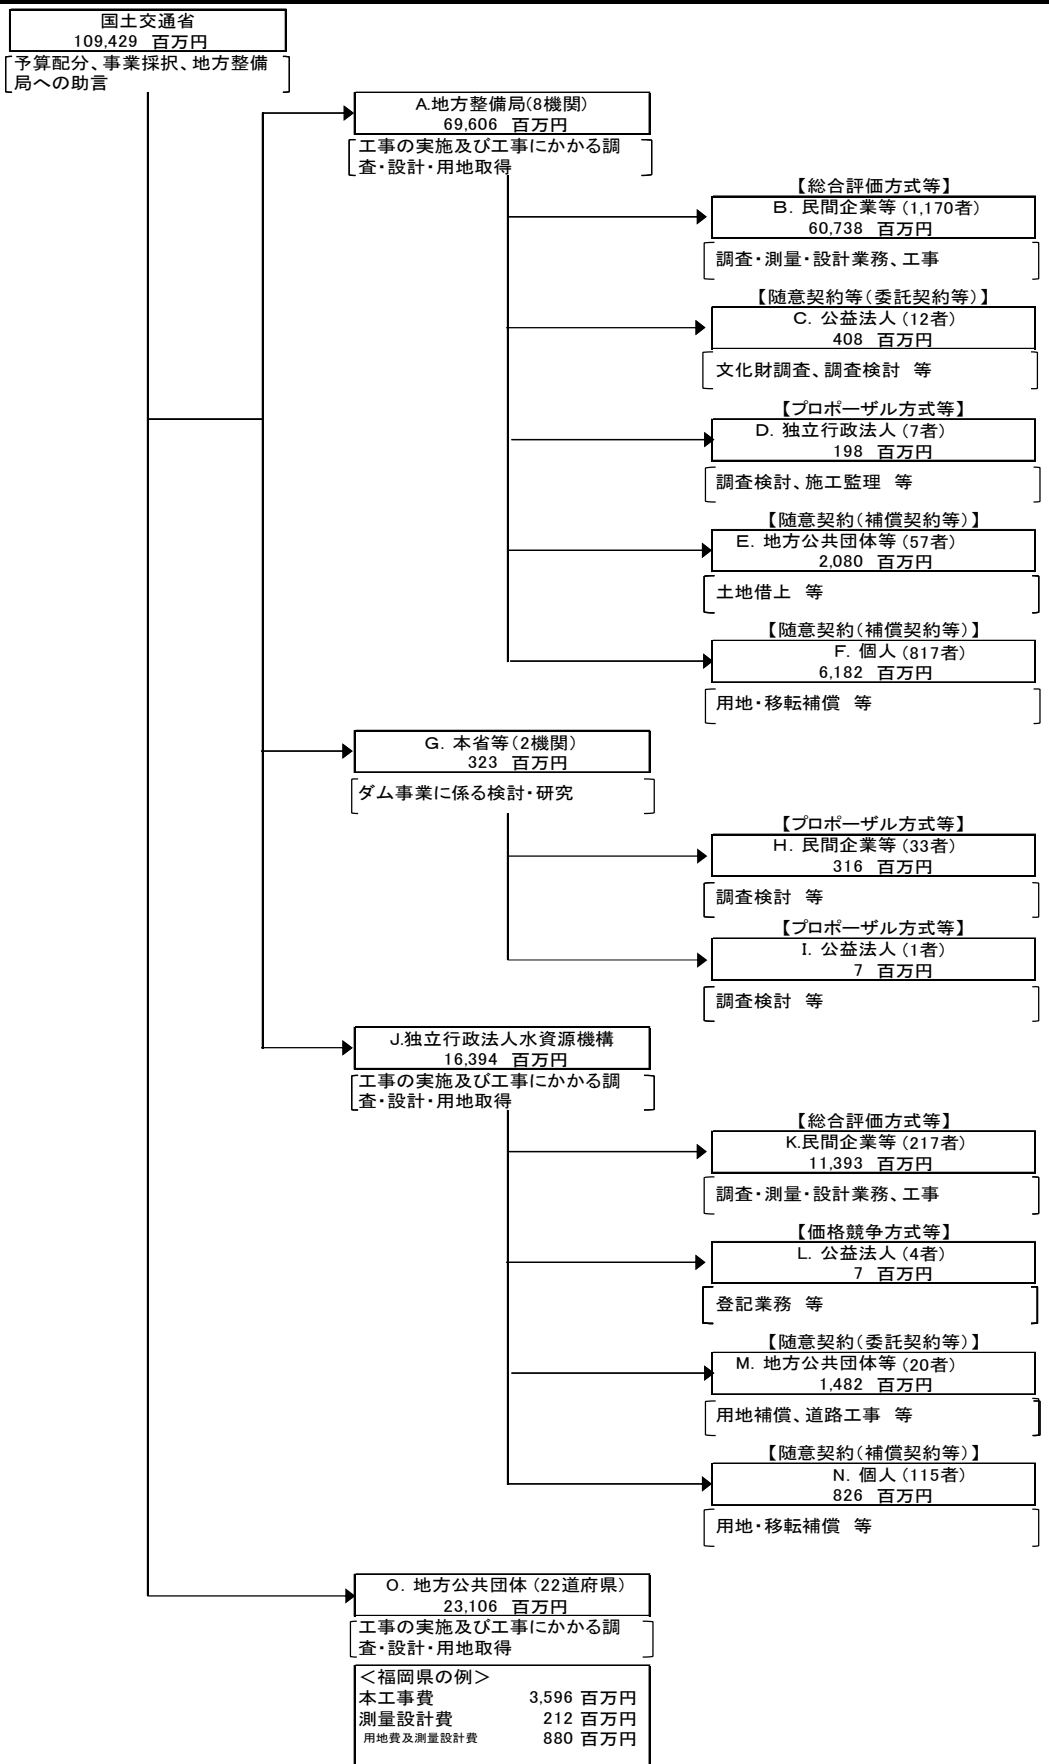 国土交通省
109,429 百万円
予算配分、事業採択、地方整備
局への助言
A.地方整備局(8機関)
69,606 百万円
工事の実施及び工事にかかる調
査・設計・用地取得
【総合評価方式等】
B. 民間企業等(1,170者)
60,738 百万円
調査・測量・設計業務、工事
【随意契約等(委託契約等)】
C. 公益法人(12者)
408 百万円
文化財調査、調査検討 等
【プロポーザル方式等】
D. 独立行政法人(7者)
198 百万円
調査検討、施工監理 等
【随意契約(補償契約等)】
E. 地方公共団体等(57者)
2,080 百万円
土地借上 等
【随意契約(補償契約等)】
F. 個人(817者)
6,182 百万円
用地・移転補償 等
G. 本省等(2機関)
323 百万円
ダム事業に係る検討・研究
【プロポーザル方式等】
H. 民間企業等(33者)
316 百万円
調査検討 等
【プロポーザル方式等】
I. 公益法人(1者)
7 百万円
調査検討 等
J.独立行政法人水資源機構
16,394 百万円
工事の実施及び工事にかかる調
査・設計・用地取得
【総合評価方式等】
K.民間企業等(217者)
11,393 百万円
調査・測量・設計業務、工事
【価格競争方式等】
L. 公益法人(4者)
7 百万円
登記業務 等
【随意契約(委託契約等)】
M. 地方公共団体等(20者)
1,482 百万円
用地補償、道路工事 等
【随意契約(補償契約等)】
N. 個人(115者)
826 百万円
用地・移転補償 等
O. 地方公共団体(22道府県)
23,106 百万円
工事の実施及び工事にかかる調
査・設計・用地取得
＜福岡県の例＞
本工事費 3,596 百万円
測量設計費 212 百万円
用地費及測量設計費 880 百万円